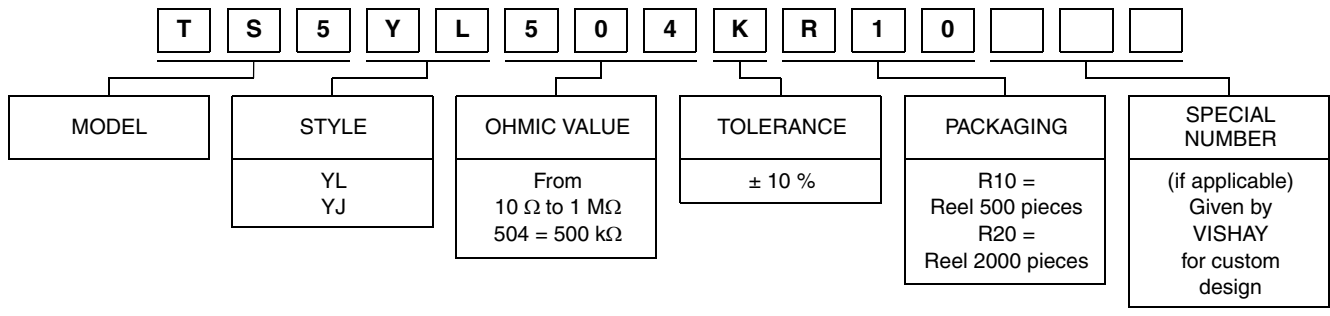 T S 5 Y L 5 0 4 K R 1 0
MODEL
STYLE
YL
YJ
OHMIC VALUE
From
10 Ω to 1 MΩ
504 = 500 kΩ
TOLERANCE
± 10 %
PACKAGING
R10 =
Reel 500 pieces
R20 =
Reel 2000 pieces
SPECIAL
NUMBER
(if applicable)
Given by
VISHAY
for custom
design